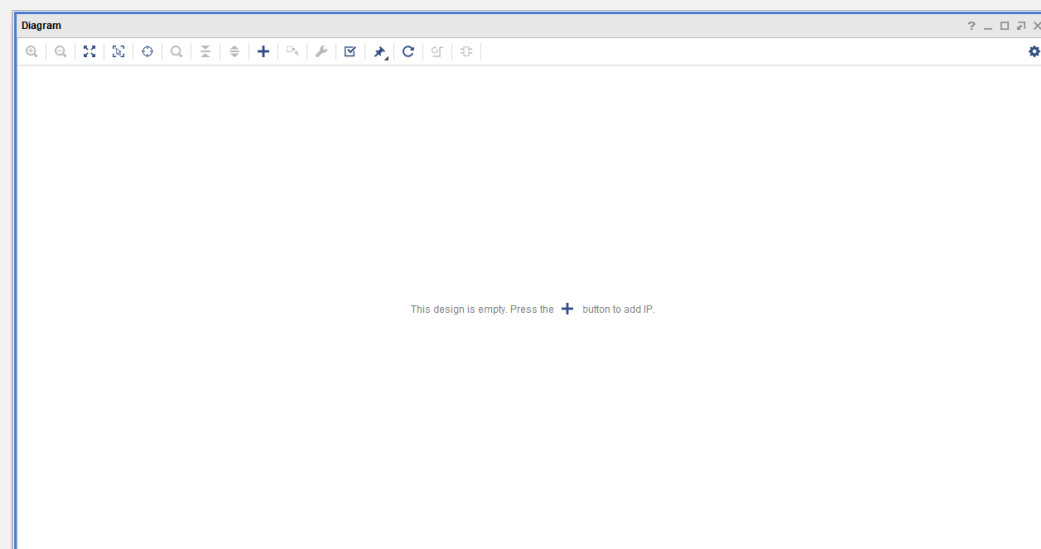 Diagram
This design is empty. Press the + button to add IP.